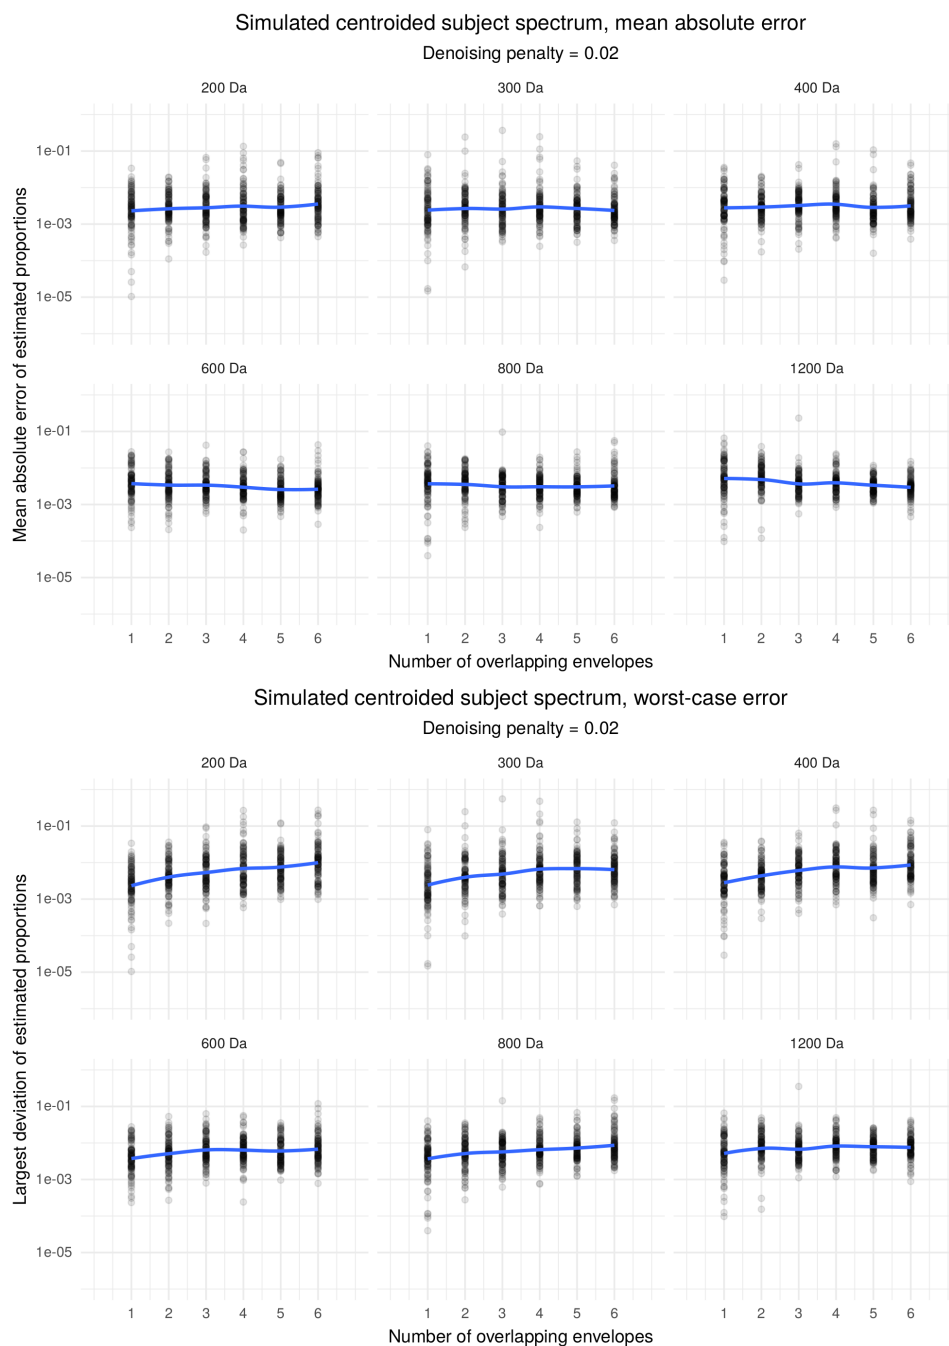 Simulated centroided subject spectrum, mean absolute error
Denoising penalty = 0.02
200 Da
300 Da
400 Da
1e-01
1e-03
1e-05
600 Da
800 Da
1200 Da
1e-01
1e-03
1e-05
Mean absolute error of estimated proportions
1 2 3 4 5 6
1 2 3 4 5 6
1 2 3 4 5 6
Number of overlapping envelopes
Simulated centroided subject spectrum, worst-case error
Denoising penalty = 0.02
200 Da
300 Da
400 Da
1e-01
1e-03
1e-05
600 Da
800 Da
1200 Da
1e-01
1e-03
1e-05
Largest deviation of estimated proportions
1 2 3 4 5 6
1 2 3 4 5 6
1 2 3 4 5 6
Number of overlapping envelopes